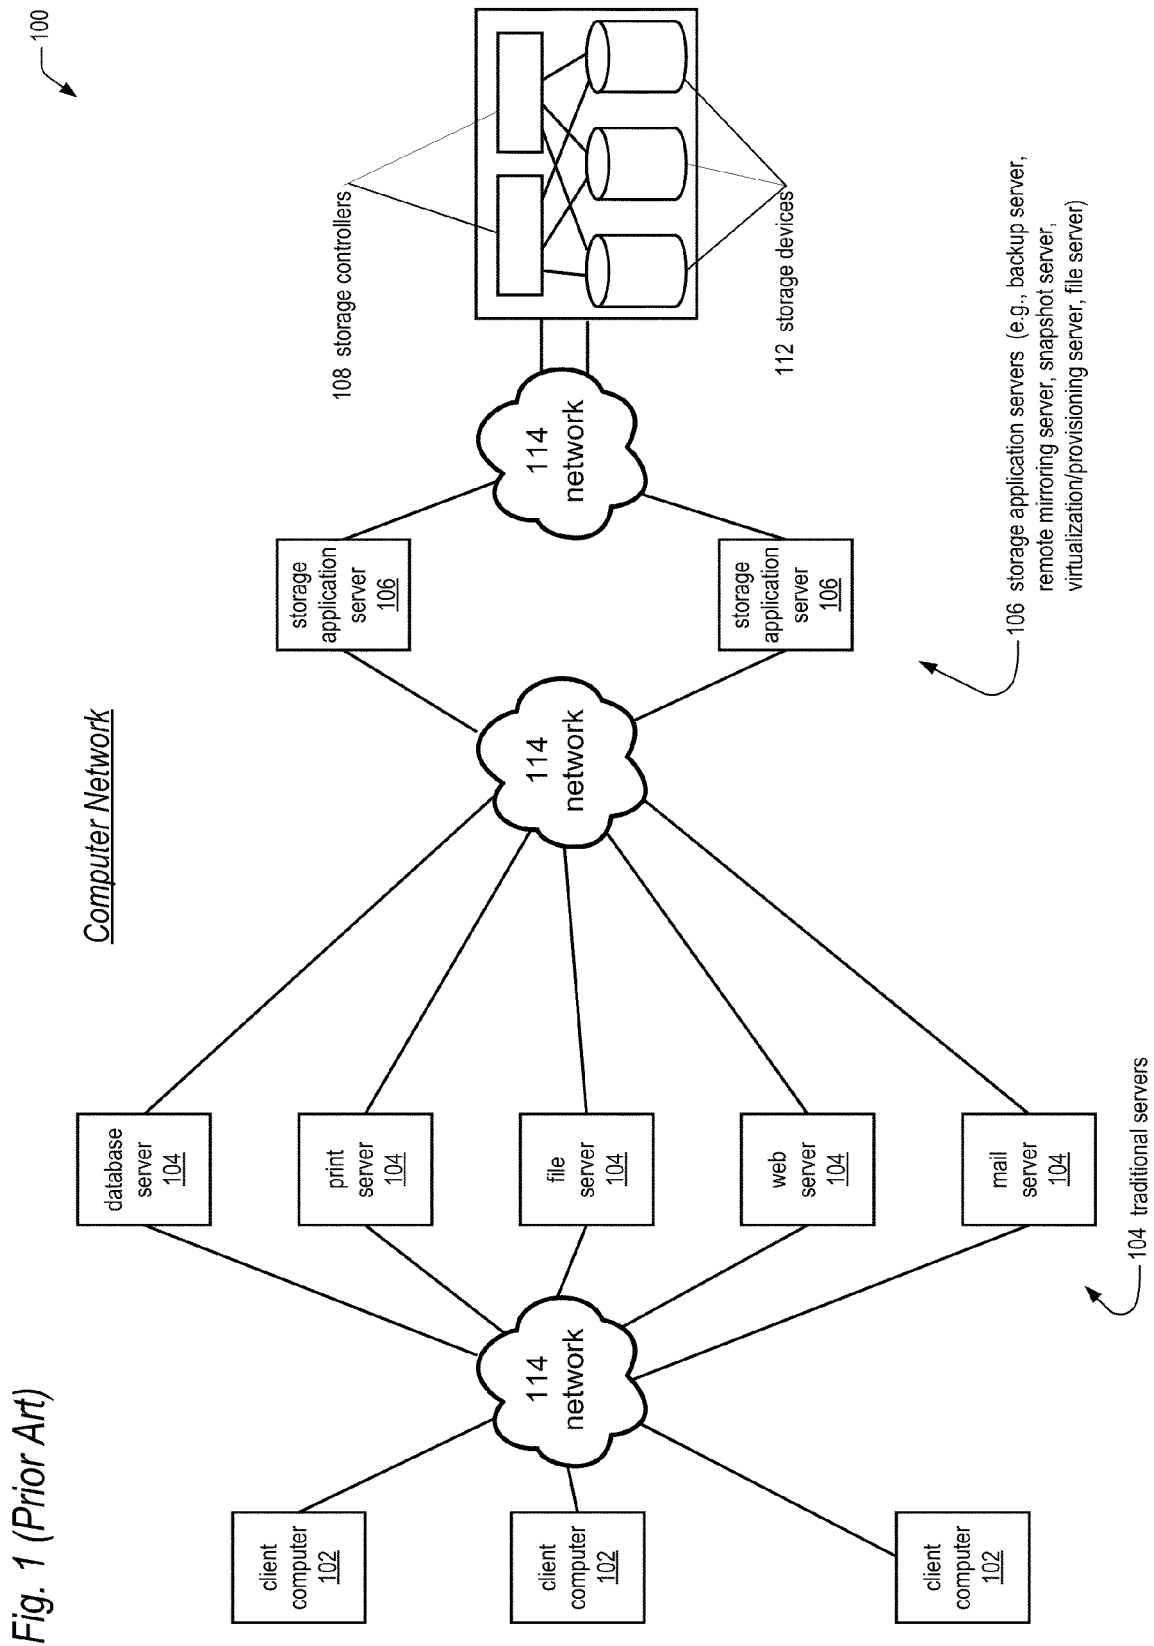 Fig. 1 (Prior Art)
Computer Network
100
client
computer
102
client
computer
102
client
computer
102
114
network
database
server
104
print
server
104
file
server
104
web
server
104
mail
server
104
104 traditional servers
114
network
storage
application
server
106
storage
application
server
106
106 storage application servers (e.g., backup server,
remote mirroring server, snapshot server,
virtualization/provisioning server, file server)
114
network
108 storage controllers
112 storage devices